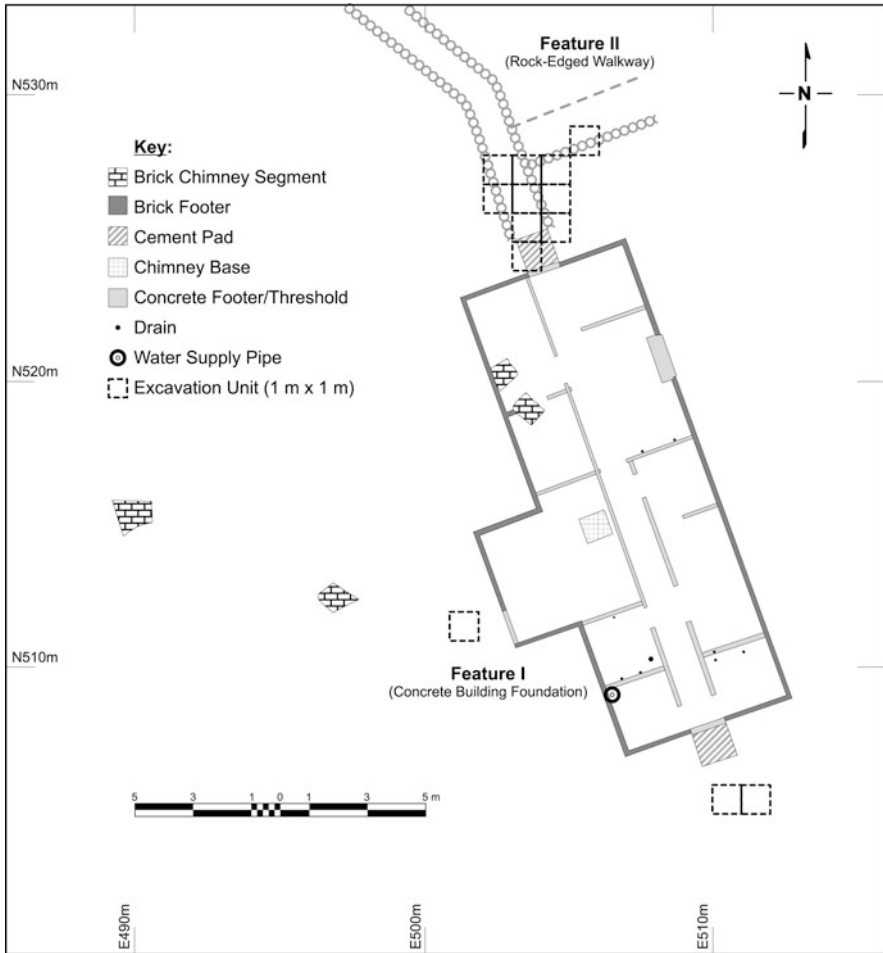 Feature II
(Rock-Edged Walkway)
N530m
N
Key:
Brick Chimney Segment
Brick Footer
Cement Pad
Chimney Base
Concrete Footer/Threshold
Drain
Water Supply Pipe
Excavation Unit (1 m x 1 m)
N520m
N510m
Feature I
(Concrete Building Foundation)
5 3 1 0 1 3 5 m
E490m
E500m
E510m